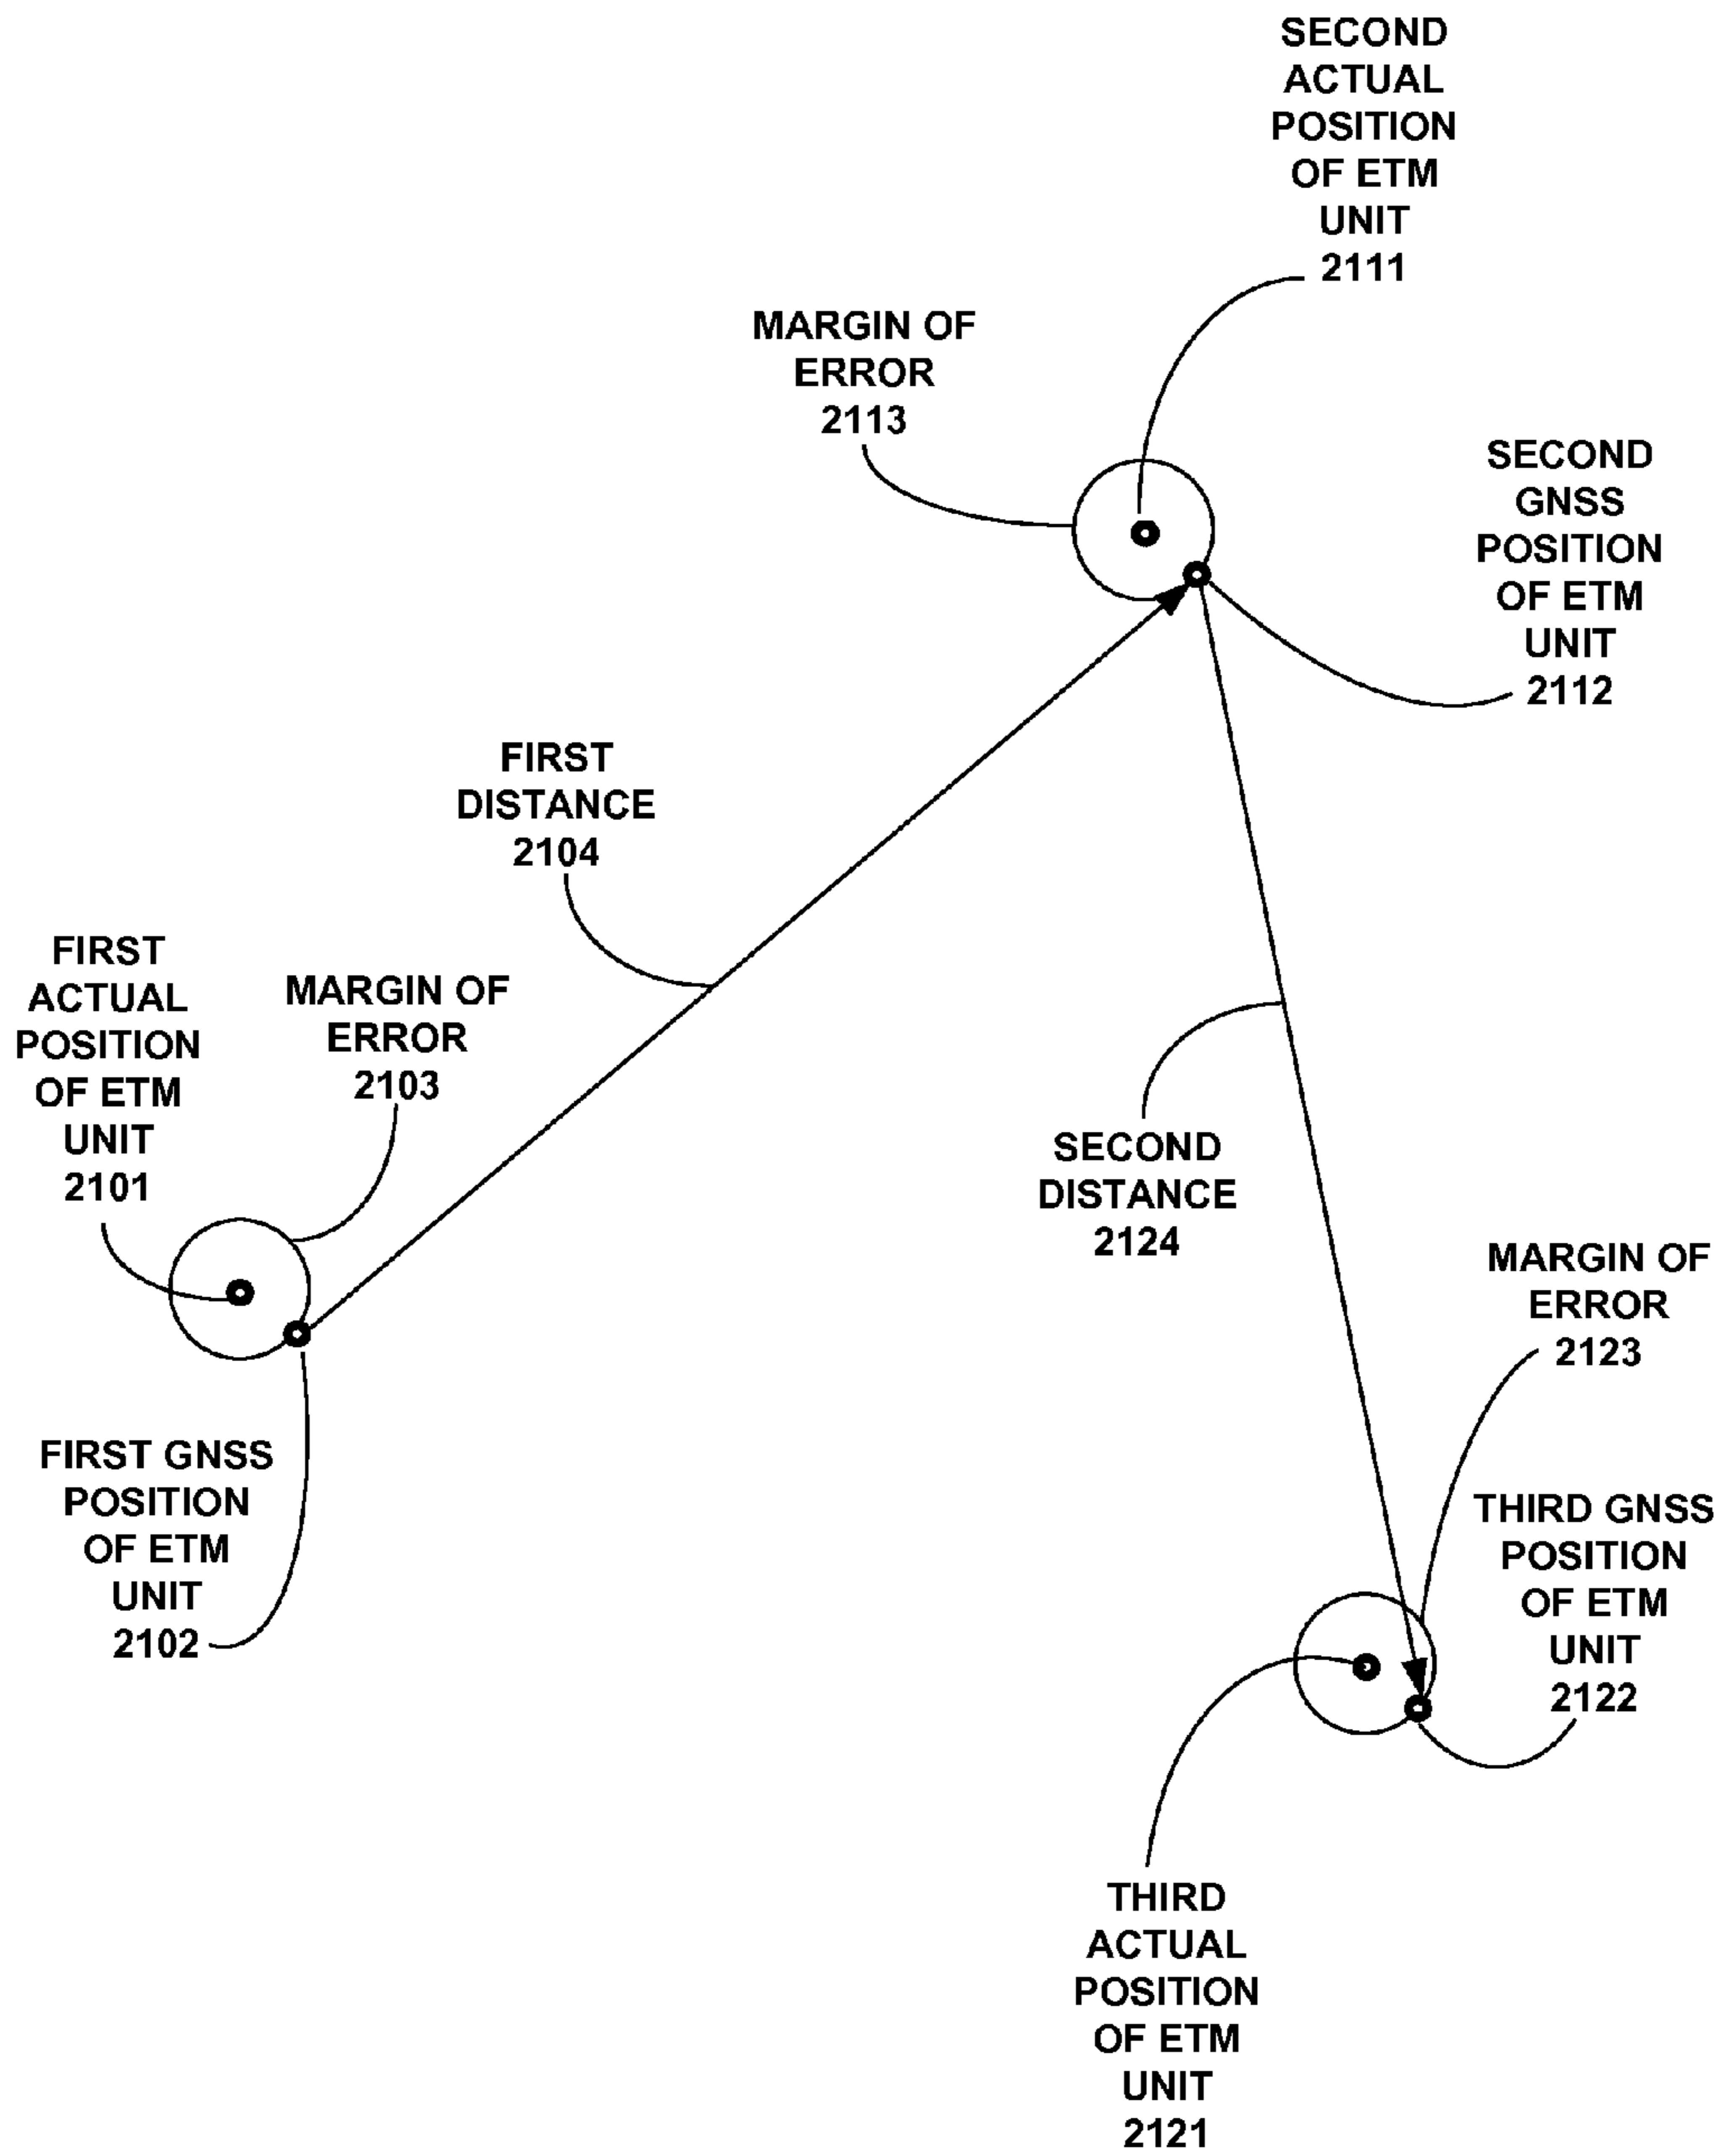 SECOND
ACTUAL
POSITION
OF ETM
UNIT
2111
MARGIN OF
ERROR
2113
SECOND
GNSS
POSITION
OF ETM
UNIT
2112
FIRST
DISTANCE
2104
FIRST
ACTUAL
POSITION
OF ETM
UNIT
2101
MARGIN OF
ERROR
2103
SECOND
DISTANCE
2124
MARGIN OF
ERROR
2123
FIRST GNSS
POSITION
OF ETM
UNIT
2102
THIRD GNSS
POSITION
OF ETM
UNIT
2122
THIRD
ACTUAL
POSITION
OF ETM
UNIT
2121